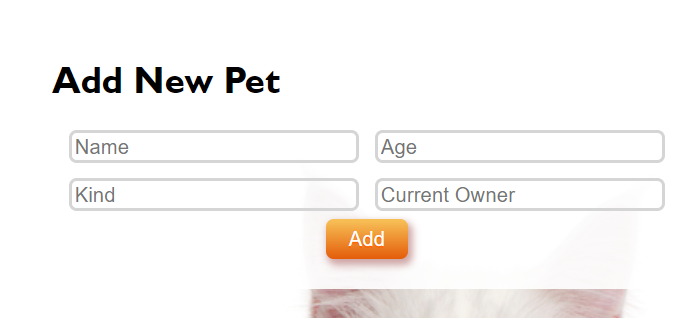 Add New Pet
Name Age
Kind Current Owner
Add